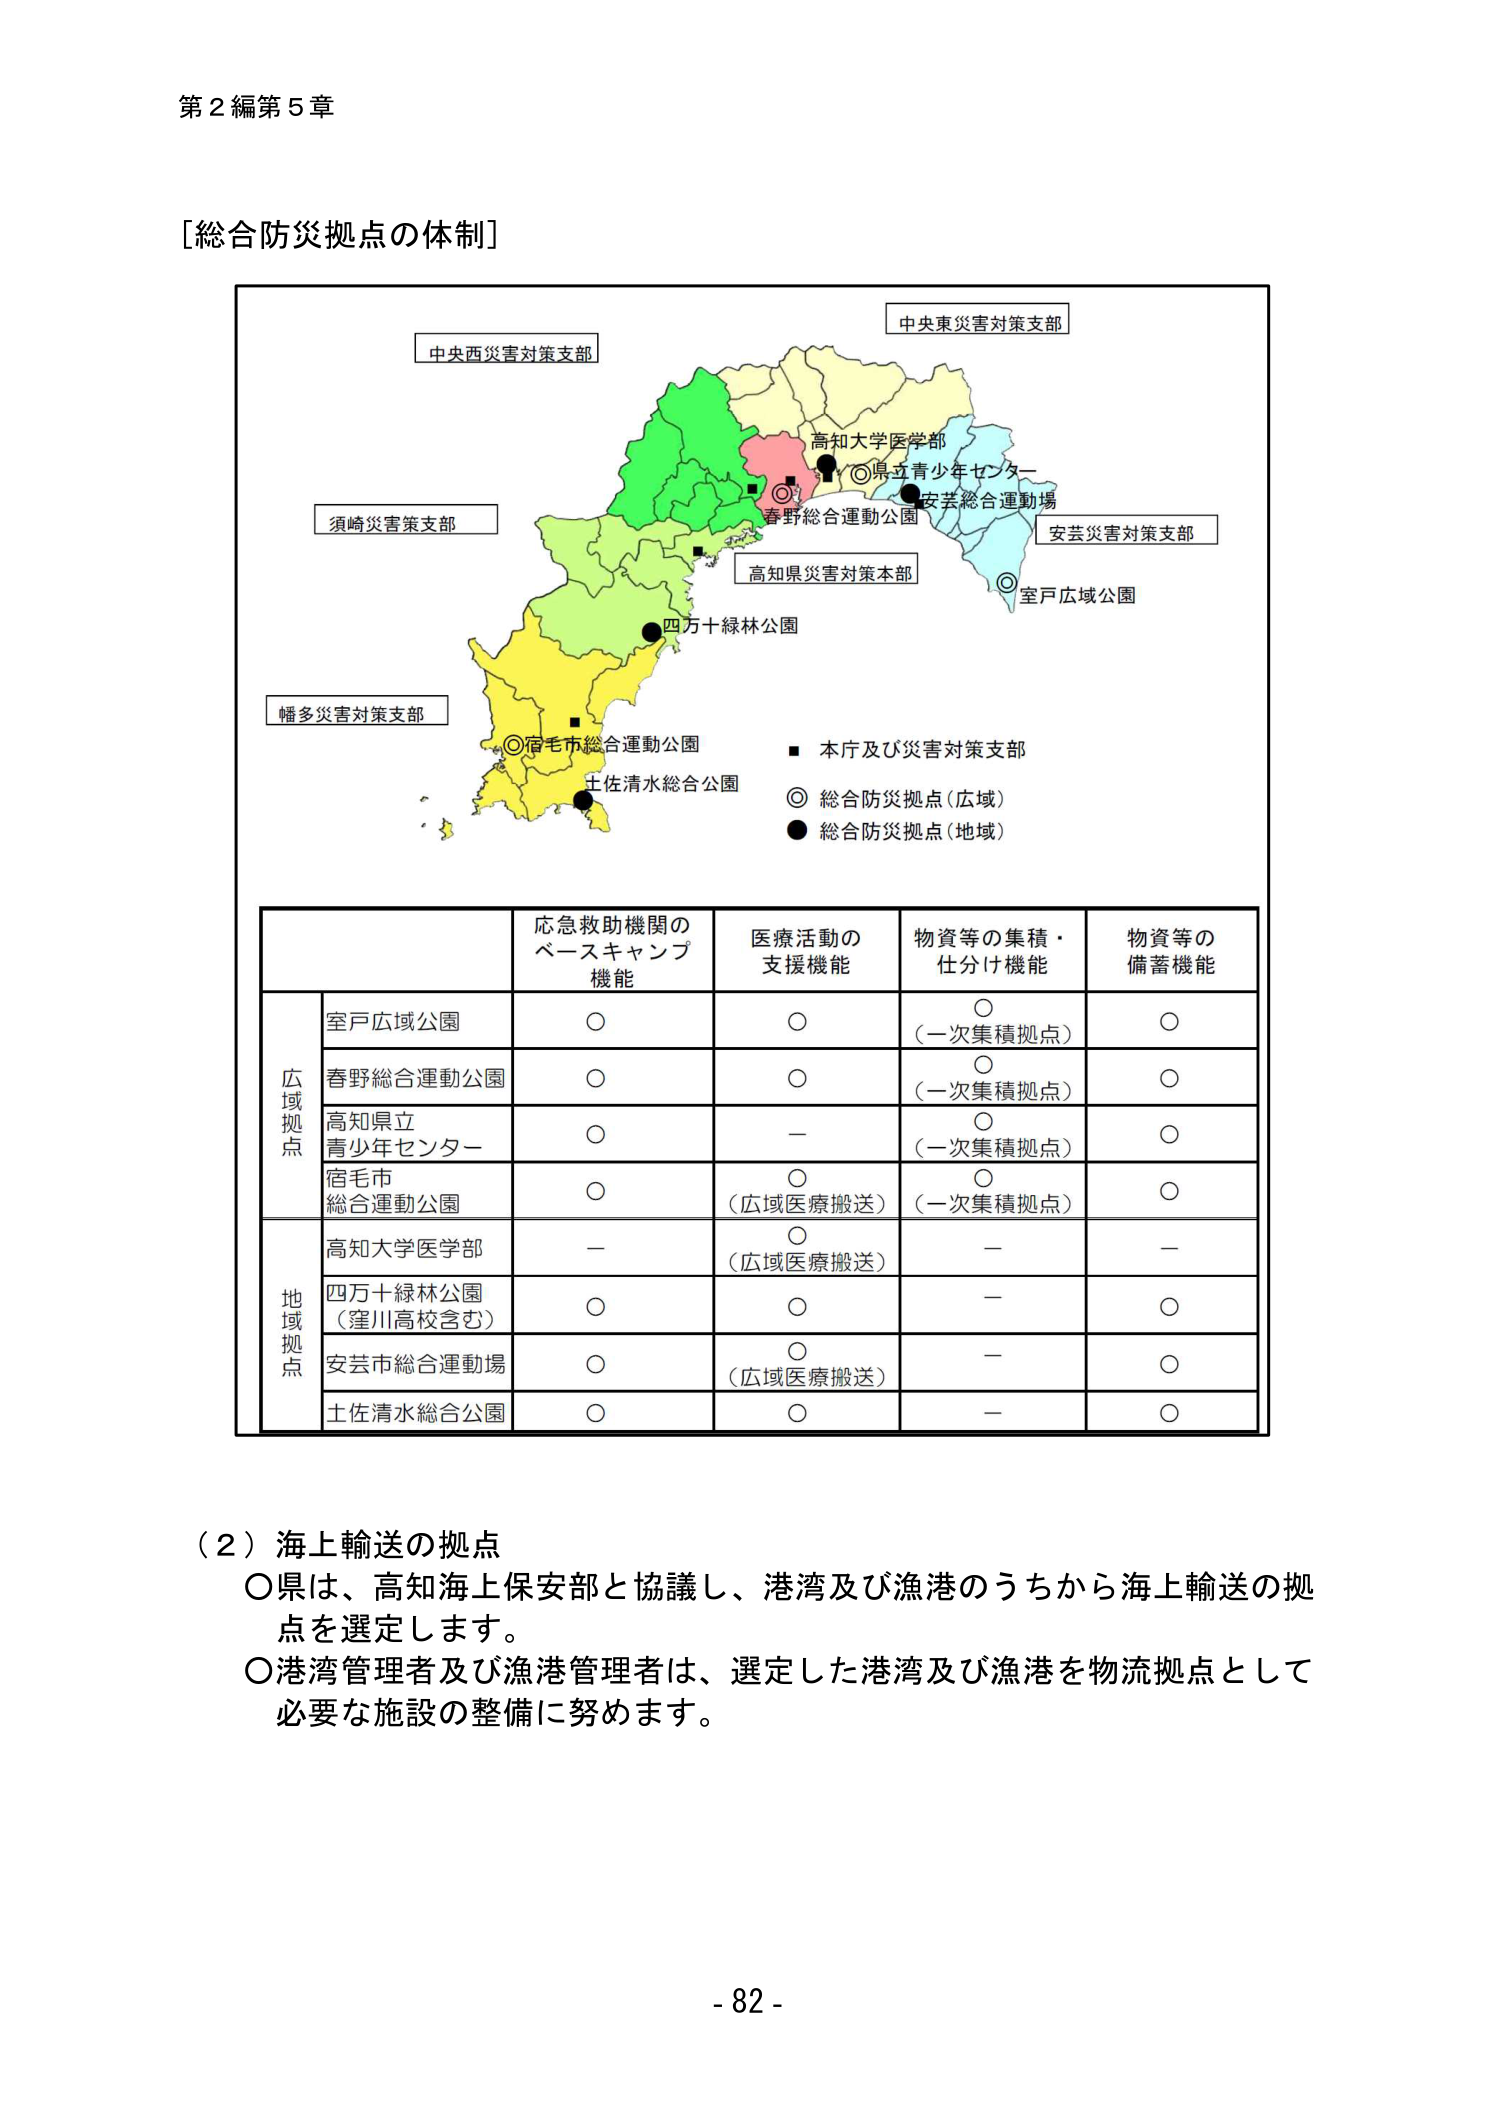 第２編第５章
［総合防災拠点の体制］
中央東災害対策支部
中央西災害対策支部
高知大学医学部
◎県立青少年センター
安芸総合運動場
春野総合運動公園
須崎災害策支部
安芸災害対策支部
高知県災害対策本部
室戸広域公園
四万十緑林公園
幡多災害対策支部
◎宿毛市総合運動公園
土佐清水総合公園
■ 本庁及び災害対策支部
◎ 総合防災拠点（広域）
● 総合防災拠点（地域）
応急救助機関のベースキャンプ機能 医療活動の支援機能 物資等の集積・仕分け機能 物資等の備蓄機能
広域拠点
室戸広域公園 ○ ○ ○（一次集積拠点） ○
春野総合運動公園 ○ ○ ○（一次集積拠点） ○
高知県立青少年センター ○ － ○（一次集積拠点） ○
宿毛市総合運動公園 ○ ○（広域医療搬送） ○（一次集積拠点） ○
地域拠点
高知大学医学部 － ○（広域医療搬送） － －
四万十緑林公園（窪川高校含む） ○ ○ － ○
安芸市総合運動場 ○ ○（広域医療搬送） － ○
土佐清水総合公園 ○ ○ － ○
（２）海上輸送の拠点
○県は、高知海上保安部と協議し、港湾及び漁港のうちから海上輸送の拠
点を選定します。
○港湾管理者及び漁港管理者は、選定した港湾及び漁港を物流拠点として
必要な施設の整備に努めます。
- 82 -